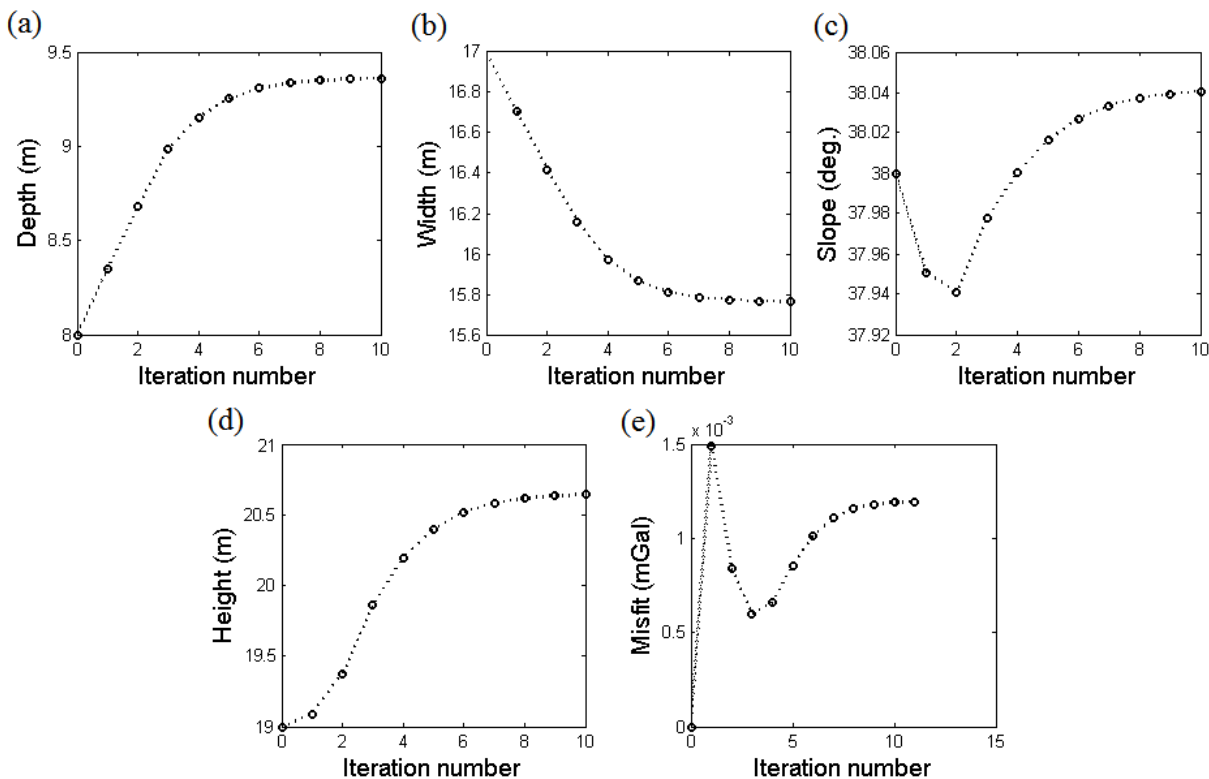 (a)
9.5
9
8.5
8
Depth (m)
0 2 4 6 8 10
Iteration number
(b)
17
16.8
16.6
16.4
16.2
16
15.8
15.6
Width (m)
0 2 4 6 8 10
Iteration number
(c)
38.06
38.04
38.02
38
37.98
37.96
37.94
37.92
Slope (deg.)
0 2 4 6 8 10
Iteration number
(d)
21
20.5
20
19.5
19
Height (m)
0 2 4 6 8 10
Iteration number
(e)
x 10⁻³
1.5
1
0.5
0
Misfit (mGal)
0 5 10 15
Iteration number